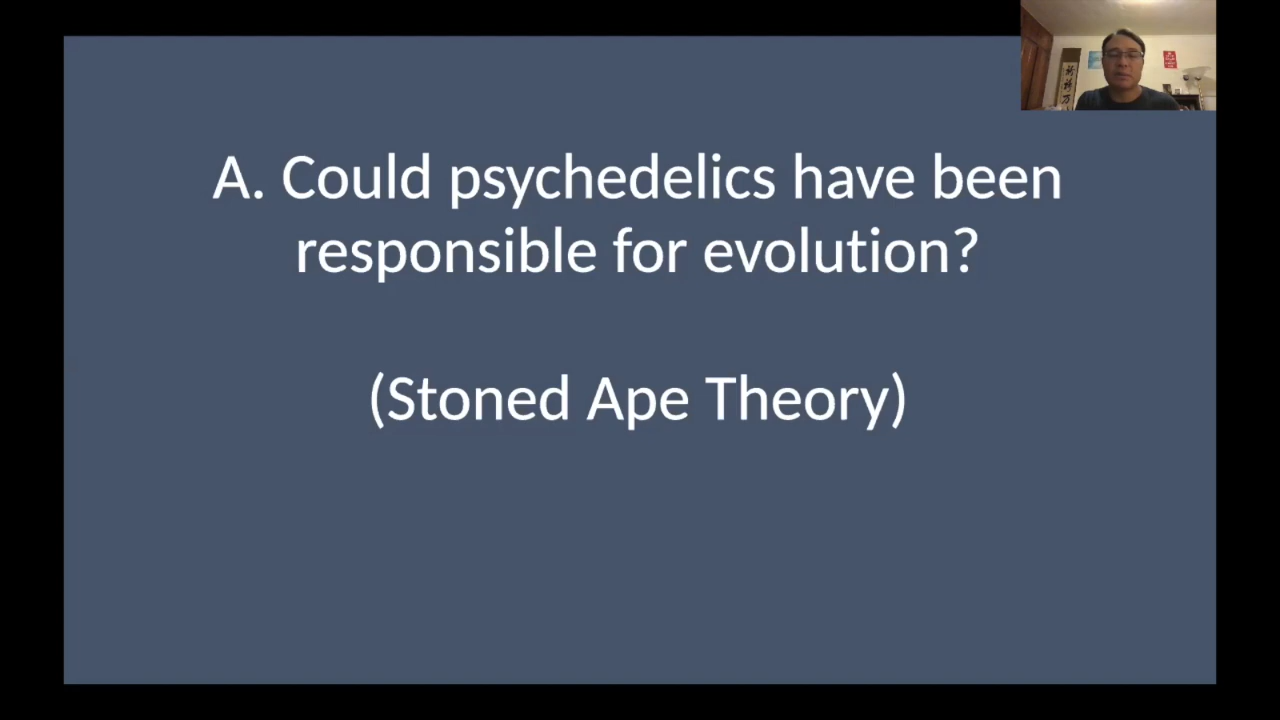 A. Could psychedelics have been
responsible for evolution?
(Stoned Ape Theory)